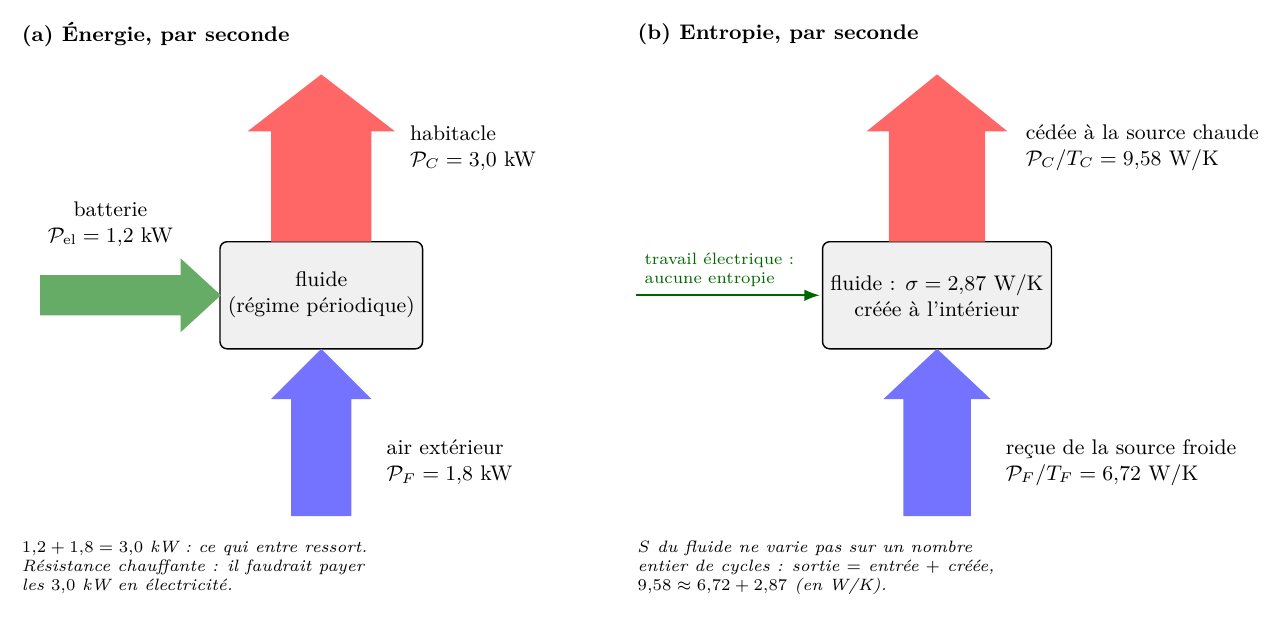 (a) Énergie, par seconde
habitacle
𝒫_C = 3,0 kW
batterie
𝒫_el = 1,2 kW
fluide
(régime périodique)
air extérieur
𝒫_F = 1,8 kW
1,2 + 1,8 = 3,0 kW : ce qui entre ressort.
Résistance chauffante : il faudrait payer
les 3,0 kW en électricité.
(b) Entropie, par seconde
cédée à la source chaude
𝒫_C/T_C = 9,58 W/K
travail électrique :
aucune entropie
fluide : σ = 2,87 W/K
créée à l'intérieur
reçue de la source froide
𝒫_F/T_F = 6,72 W/K
S du fluide ne varie pas sur un nombre
entier de cycles : sortie = entrée + créée,
9,58 ≈ 6,72 + 2,87 (en W/K).